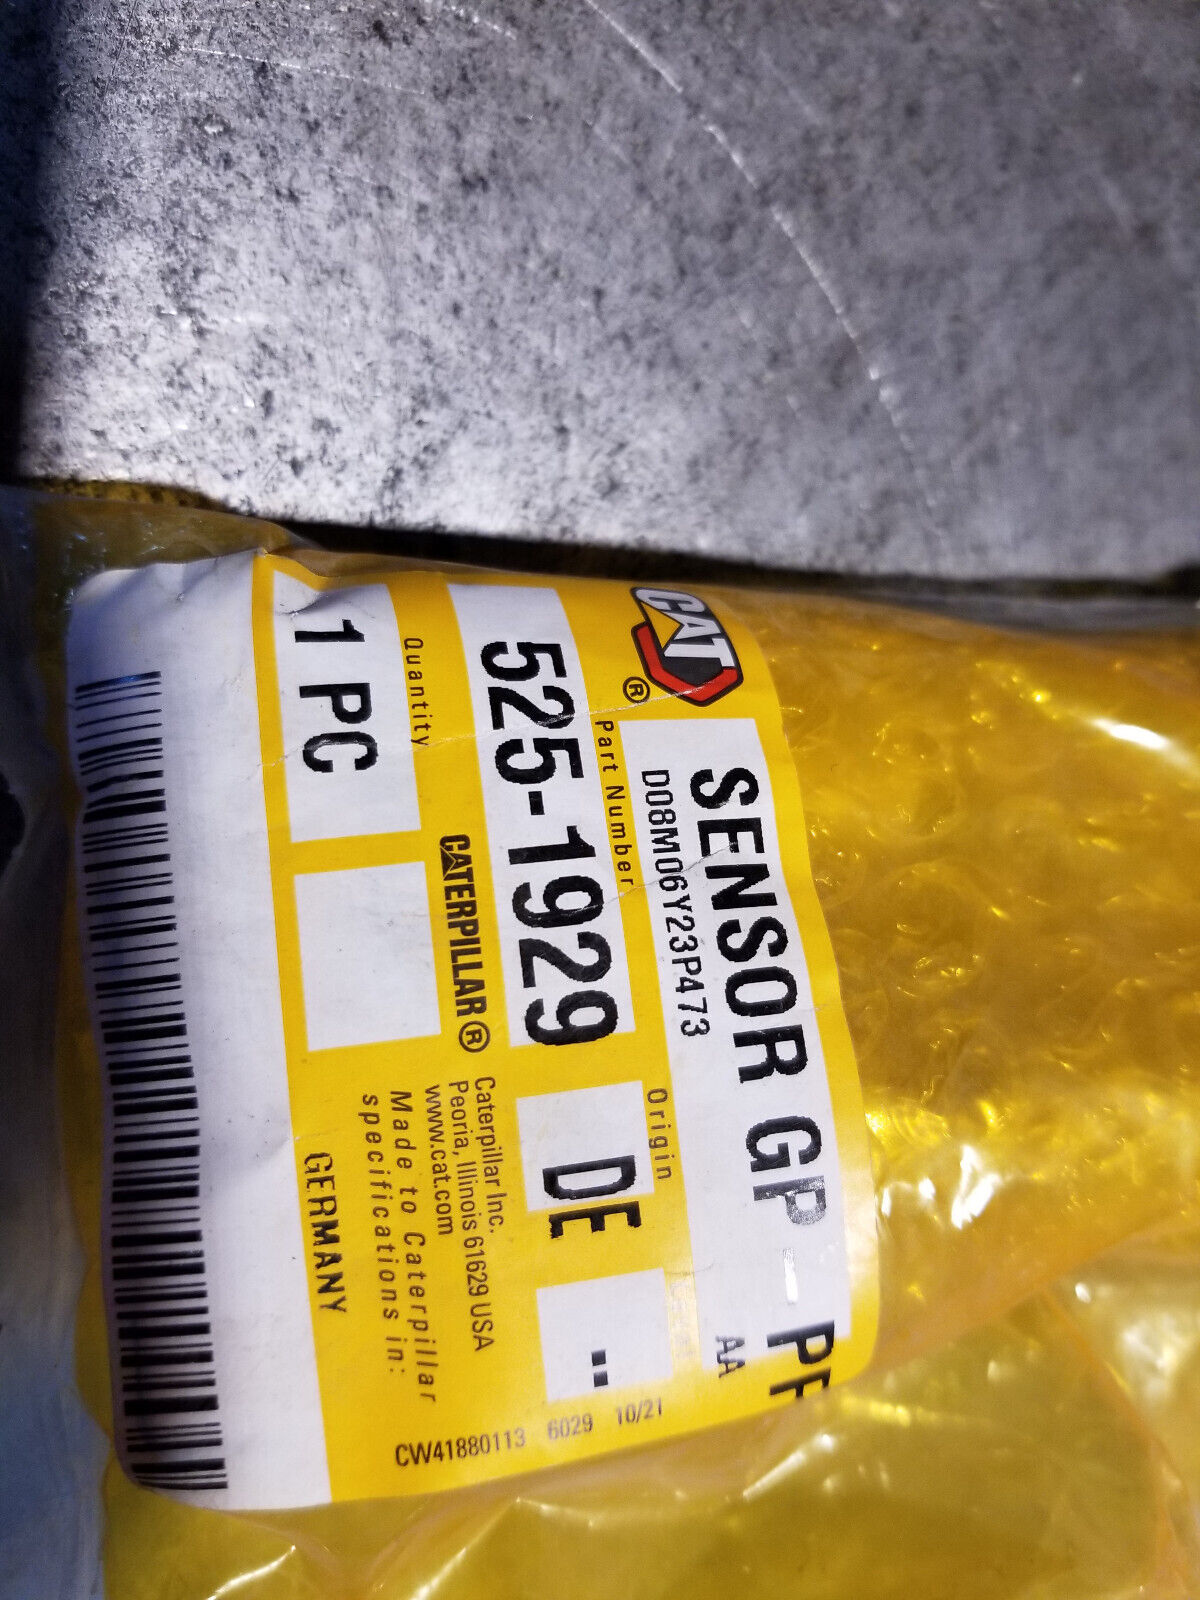 CAT®
SENSOR GP - PR
D08M06Y23P473
AA
Part Number
Origin
525-1929
DE
--
Quantity
1 PC
CATERPILLAR®
Caterpillar Inc.
Peoria, Illinois 61629 USA
www.cat.com
Made to Caterpillar
specifications in:
GERMANY
CW41880113 6029 10/21